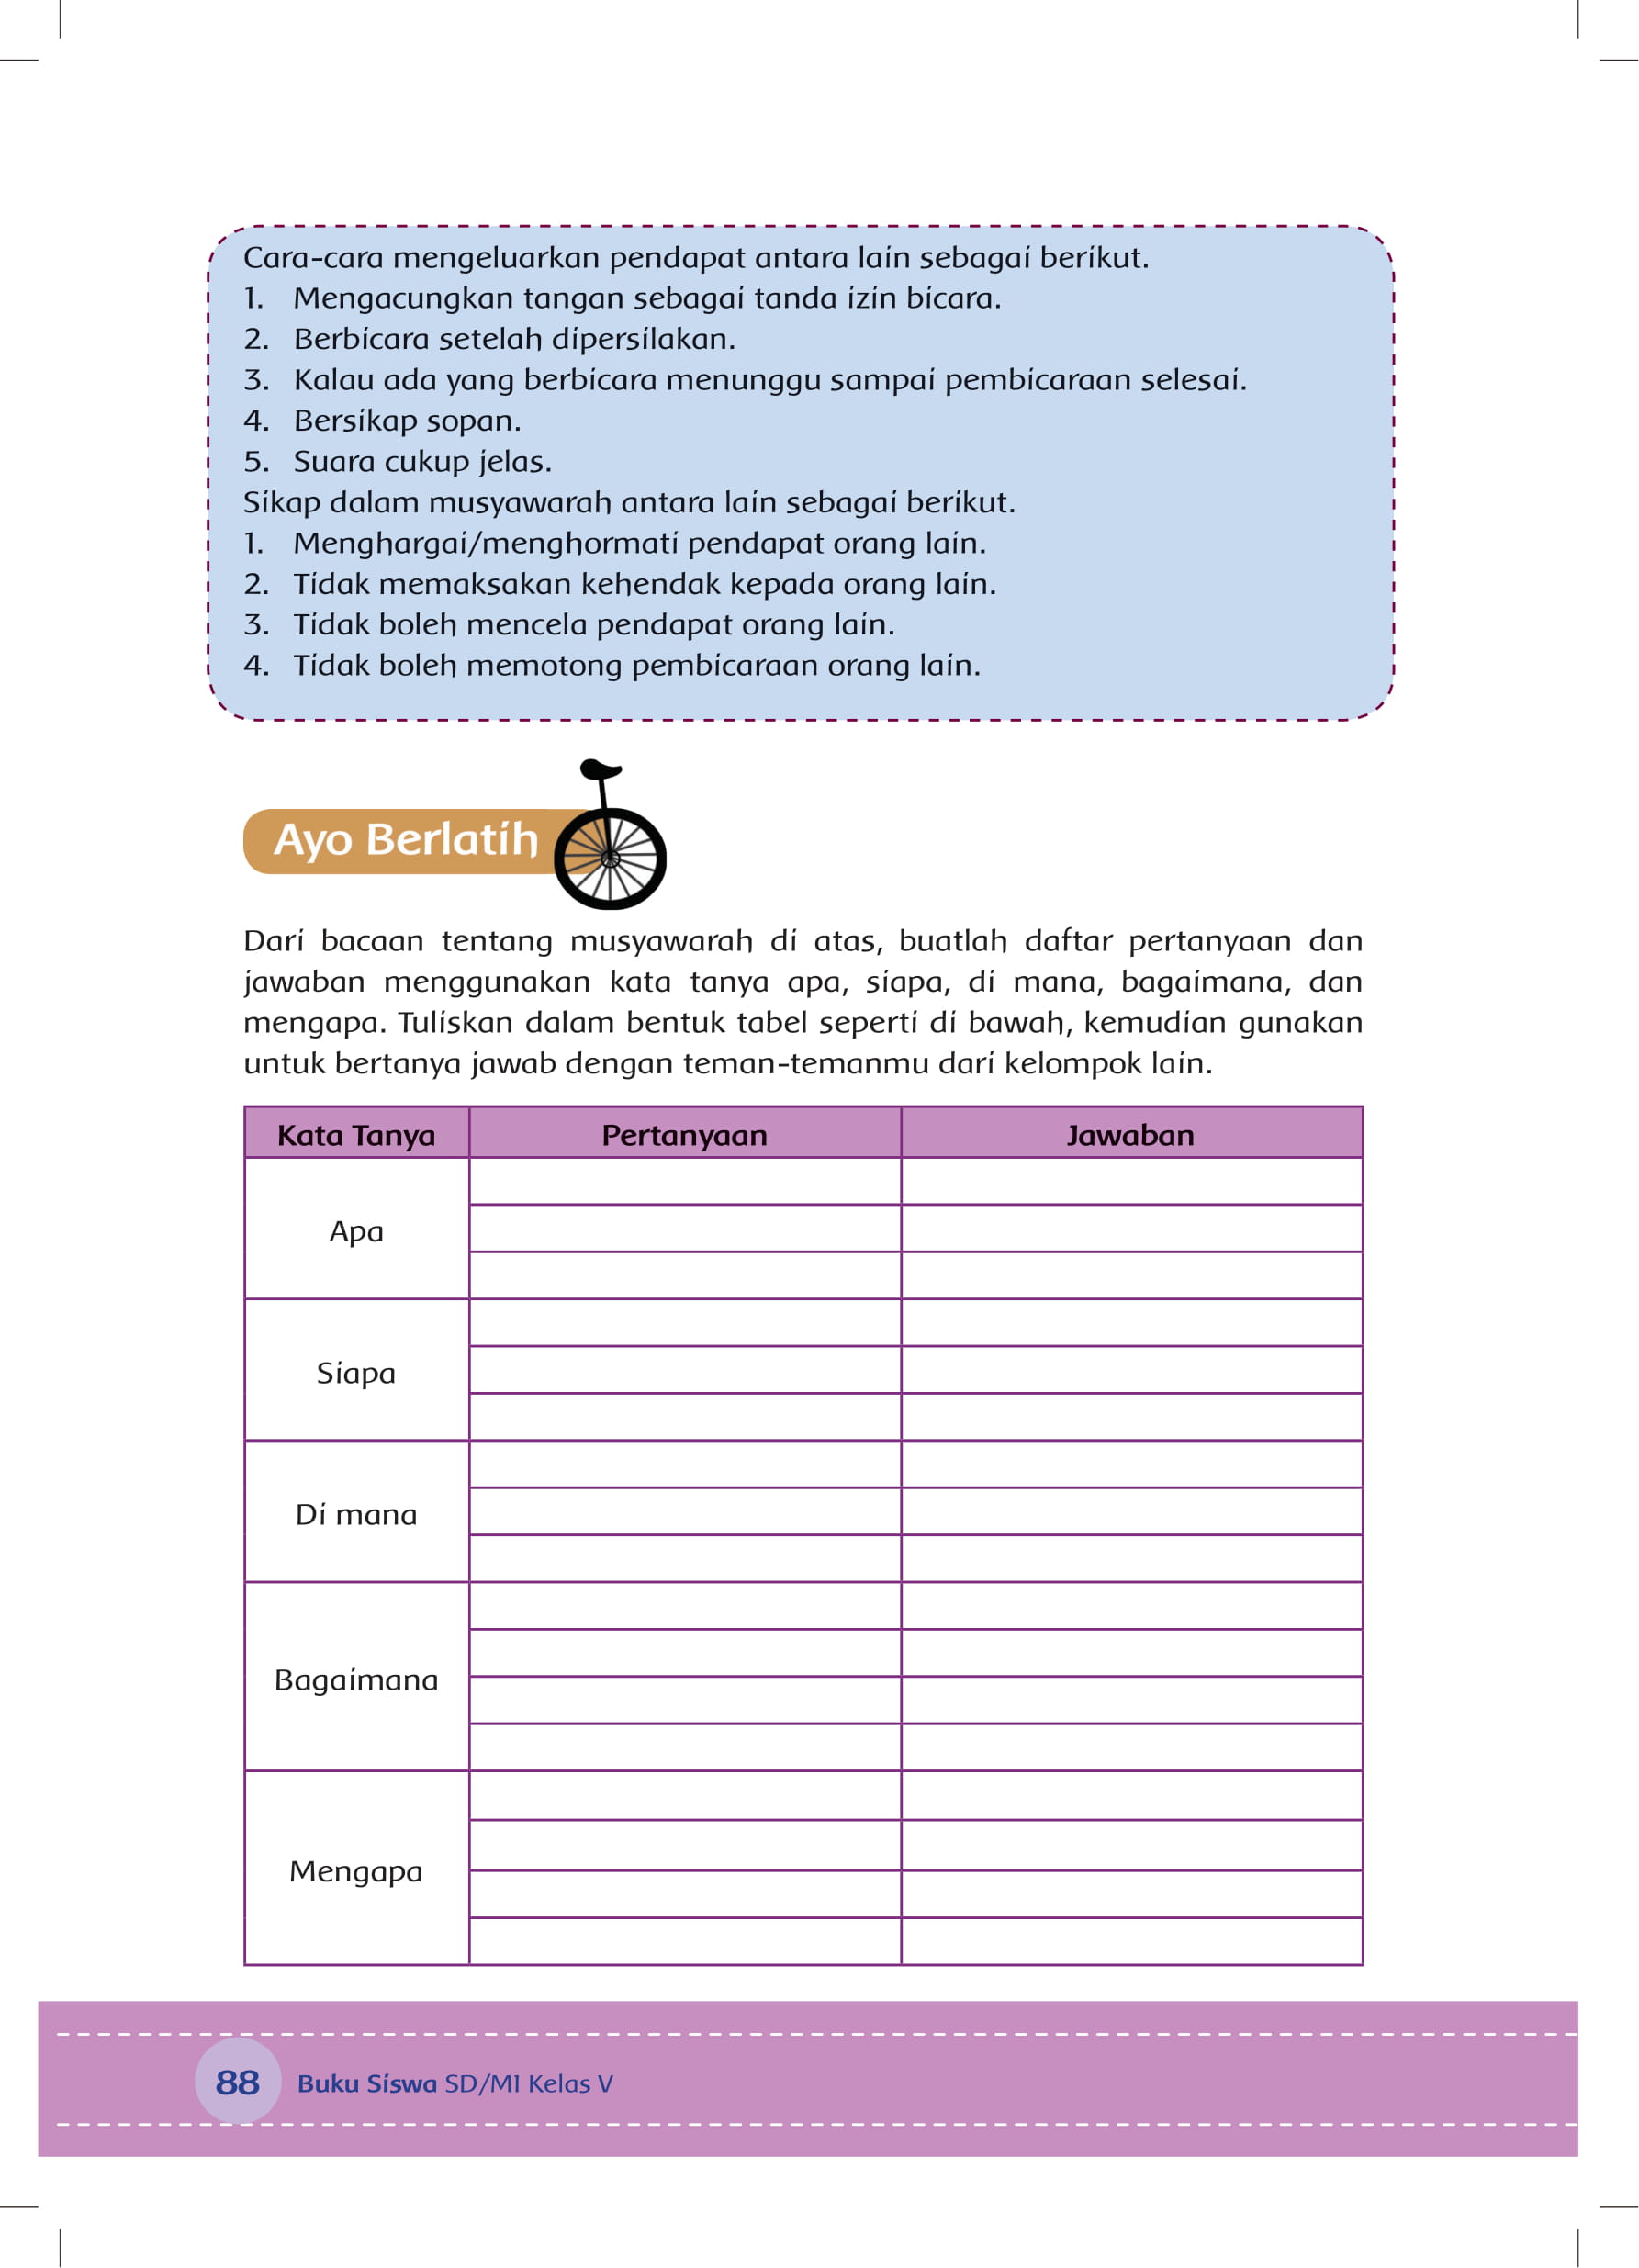 Cara-cara mengeluarkan pendapat antara lain sebagai berikut.
1. Mengacungkan tangan sebagai tanda izin bicara.
2. Berbicara setelah dipersilakan.
3. Kalau ada yang berbicara menunggu sampai pembicaraan selesai.
4. Bersikap sopan.
5. Suara cukup jelas.
Sikap dalam musyawarah antara lain sebagai berikut.
1. Menghargai/menghormati pendapat orang lain.
2. Tidak memaksakan kehendak kepada orang lain.
3. Tidak boleh mencela pendapat orang lain.
4. Tidak boleh memotong pembicaraan orang lain.
Ayo Berlatih
Dari bacaan tentang musyawarah di atas, buatlah daftar pertanyaan dan
jawaban menggunakan kata tanya apa, siapa, di mana, bagaimana, dan
mengapa. Tuliskan dalam bentuk tabel seperti di bawah, kemudian gunakan
untuk bertanya jawab dengan teman-temanmu dari kelompok lain.
Kata Tanya Pertanyaan Jawaban
Apa
Siapa
Di mana
Bagaimana
Mengapa
88 Buku Siswa SD/MI Kelas V